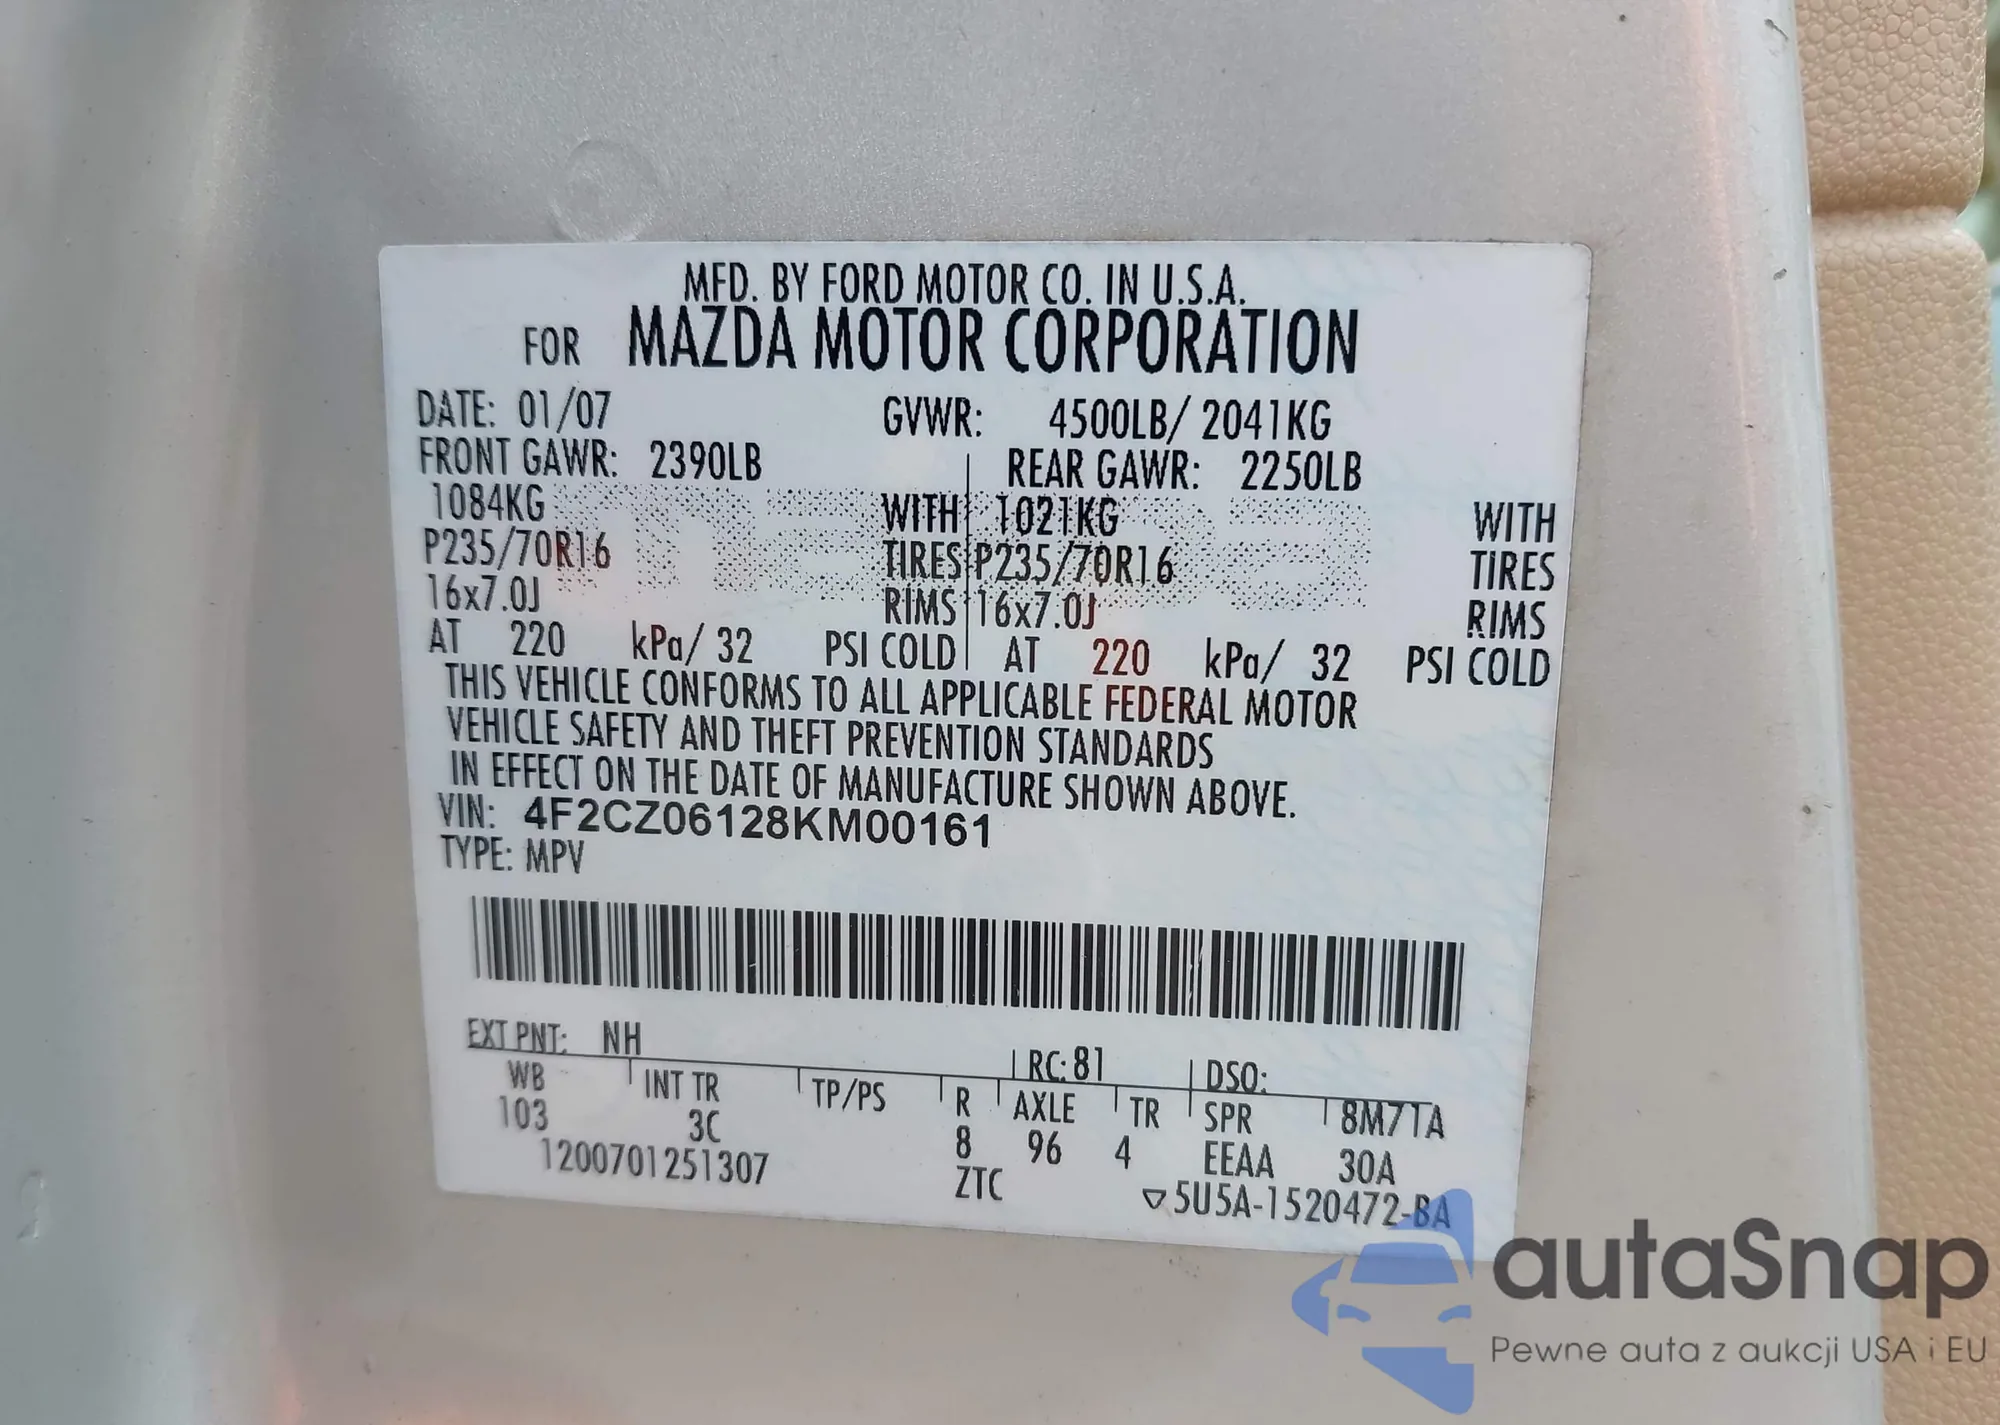 MFD. BY FORD MOTOR CO. IN U.S.A.
FOR MAZDA MOTOR CORPORATION
DATE: 01/07 GVWR: 4500LB/ 2041KG
FRONT GAWR: 2390LB REAR GAWR: 2250LB
1084KG WITH 1021KG WITH
P235/70R16 TIRES P235/70R16 TIRES
16x7.0J RIMS 16x7.0J RIMS
AT 220 kPa/ 32 PSI COLD AT 220 kPa/ 32 PSI COLD
THIS VEHICLE CONFORMS TO ALL APPLICABLE FEDERAL MOTOR
VEHICLE SAFETY AND THEFT PREVENTION STANDARDS
IN EFFECT ON THE DATE OF MANUFACTURE SHOWN ABOVE.
VIN: 4F2CZ06128KM00161
TYPE: MPV
EXT PNT: NH RC: 81 DSO:
WB INT TR TP/PS R AXLE TR SPR 8M7TA
103 3C 8 96 4 EEAA 30A
1200701251307 ZTC ▽5U5A-1520472-BA
autaSnap
Pewne auta z aukcji USA i EU